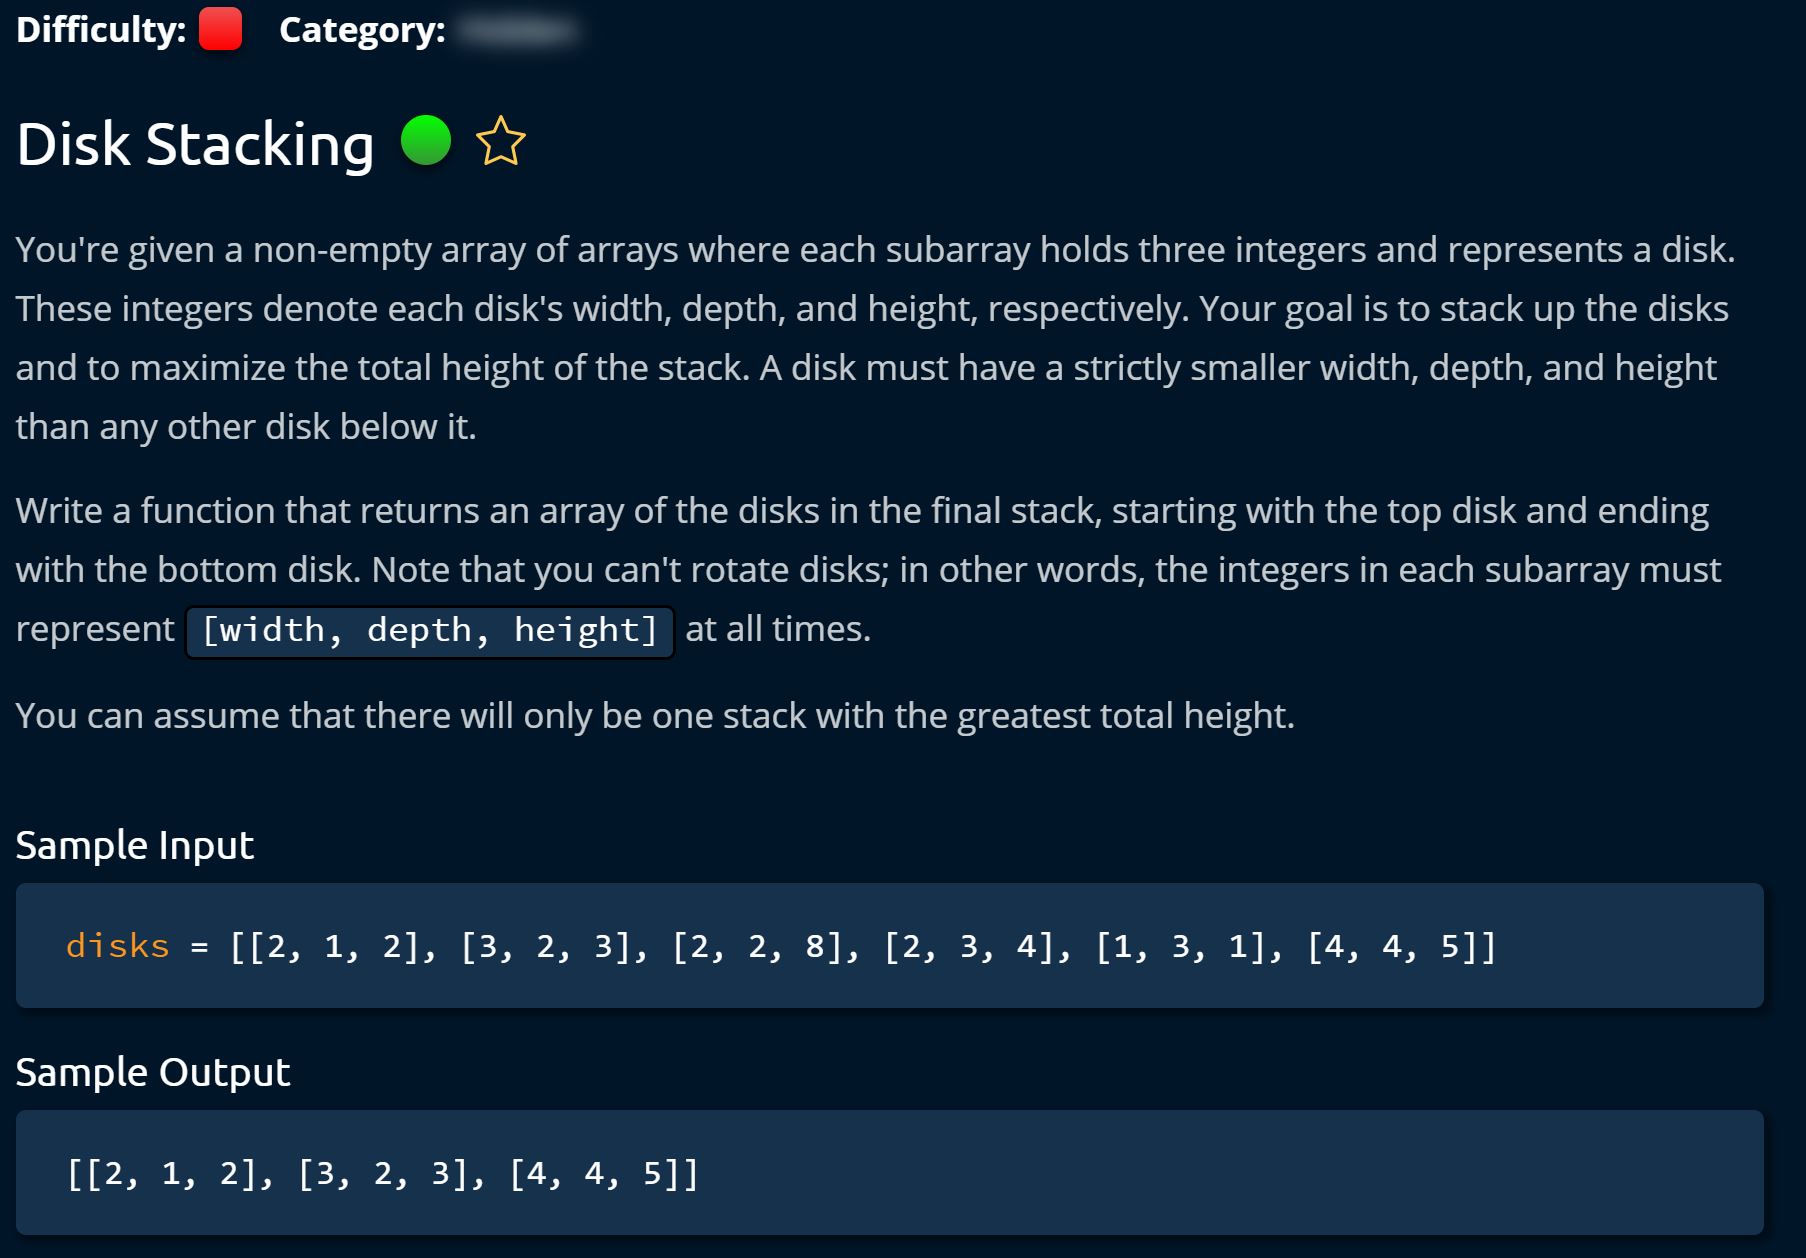 Difficulty: Category:
Disk Stacking
You're given a non-empty array of arrays where each subarray holds three integers and represents a disk.
These integers denote each disk's width, depth, and height, respectively. Your goal is to stack up the disks
and to maximize the total height of the stack. A disk must have a strictly smaller width, depth, and height
than any other disk below it.
Write a function that returns an array of the disks in the final stack, starting with the top disk and ending
with the bottom disk. Note that you can't rotate disks; in other words, the integers in each subarray must
represent [width, depth, height] at all times.
You can assume that there will only be one stack with the greatest total height.
Sample Input
disks = [[2, 1, 2], [3, 2, 3], [2, 2, 8], [2, 3, 4], [1, 3, 1], [4, 4, 5]]
Sample Output
[[2, 1, 2], [3, 2, 3], [4, 4, 5]]